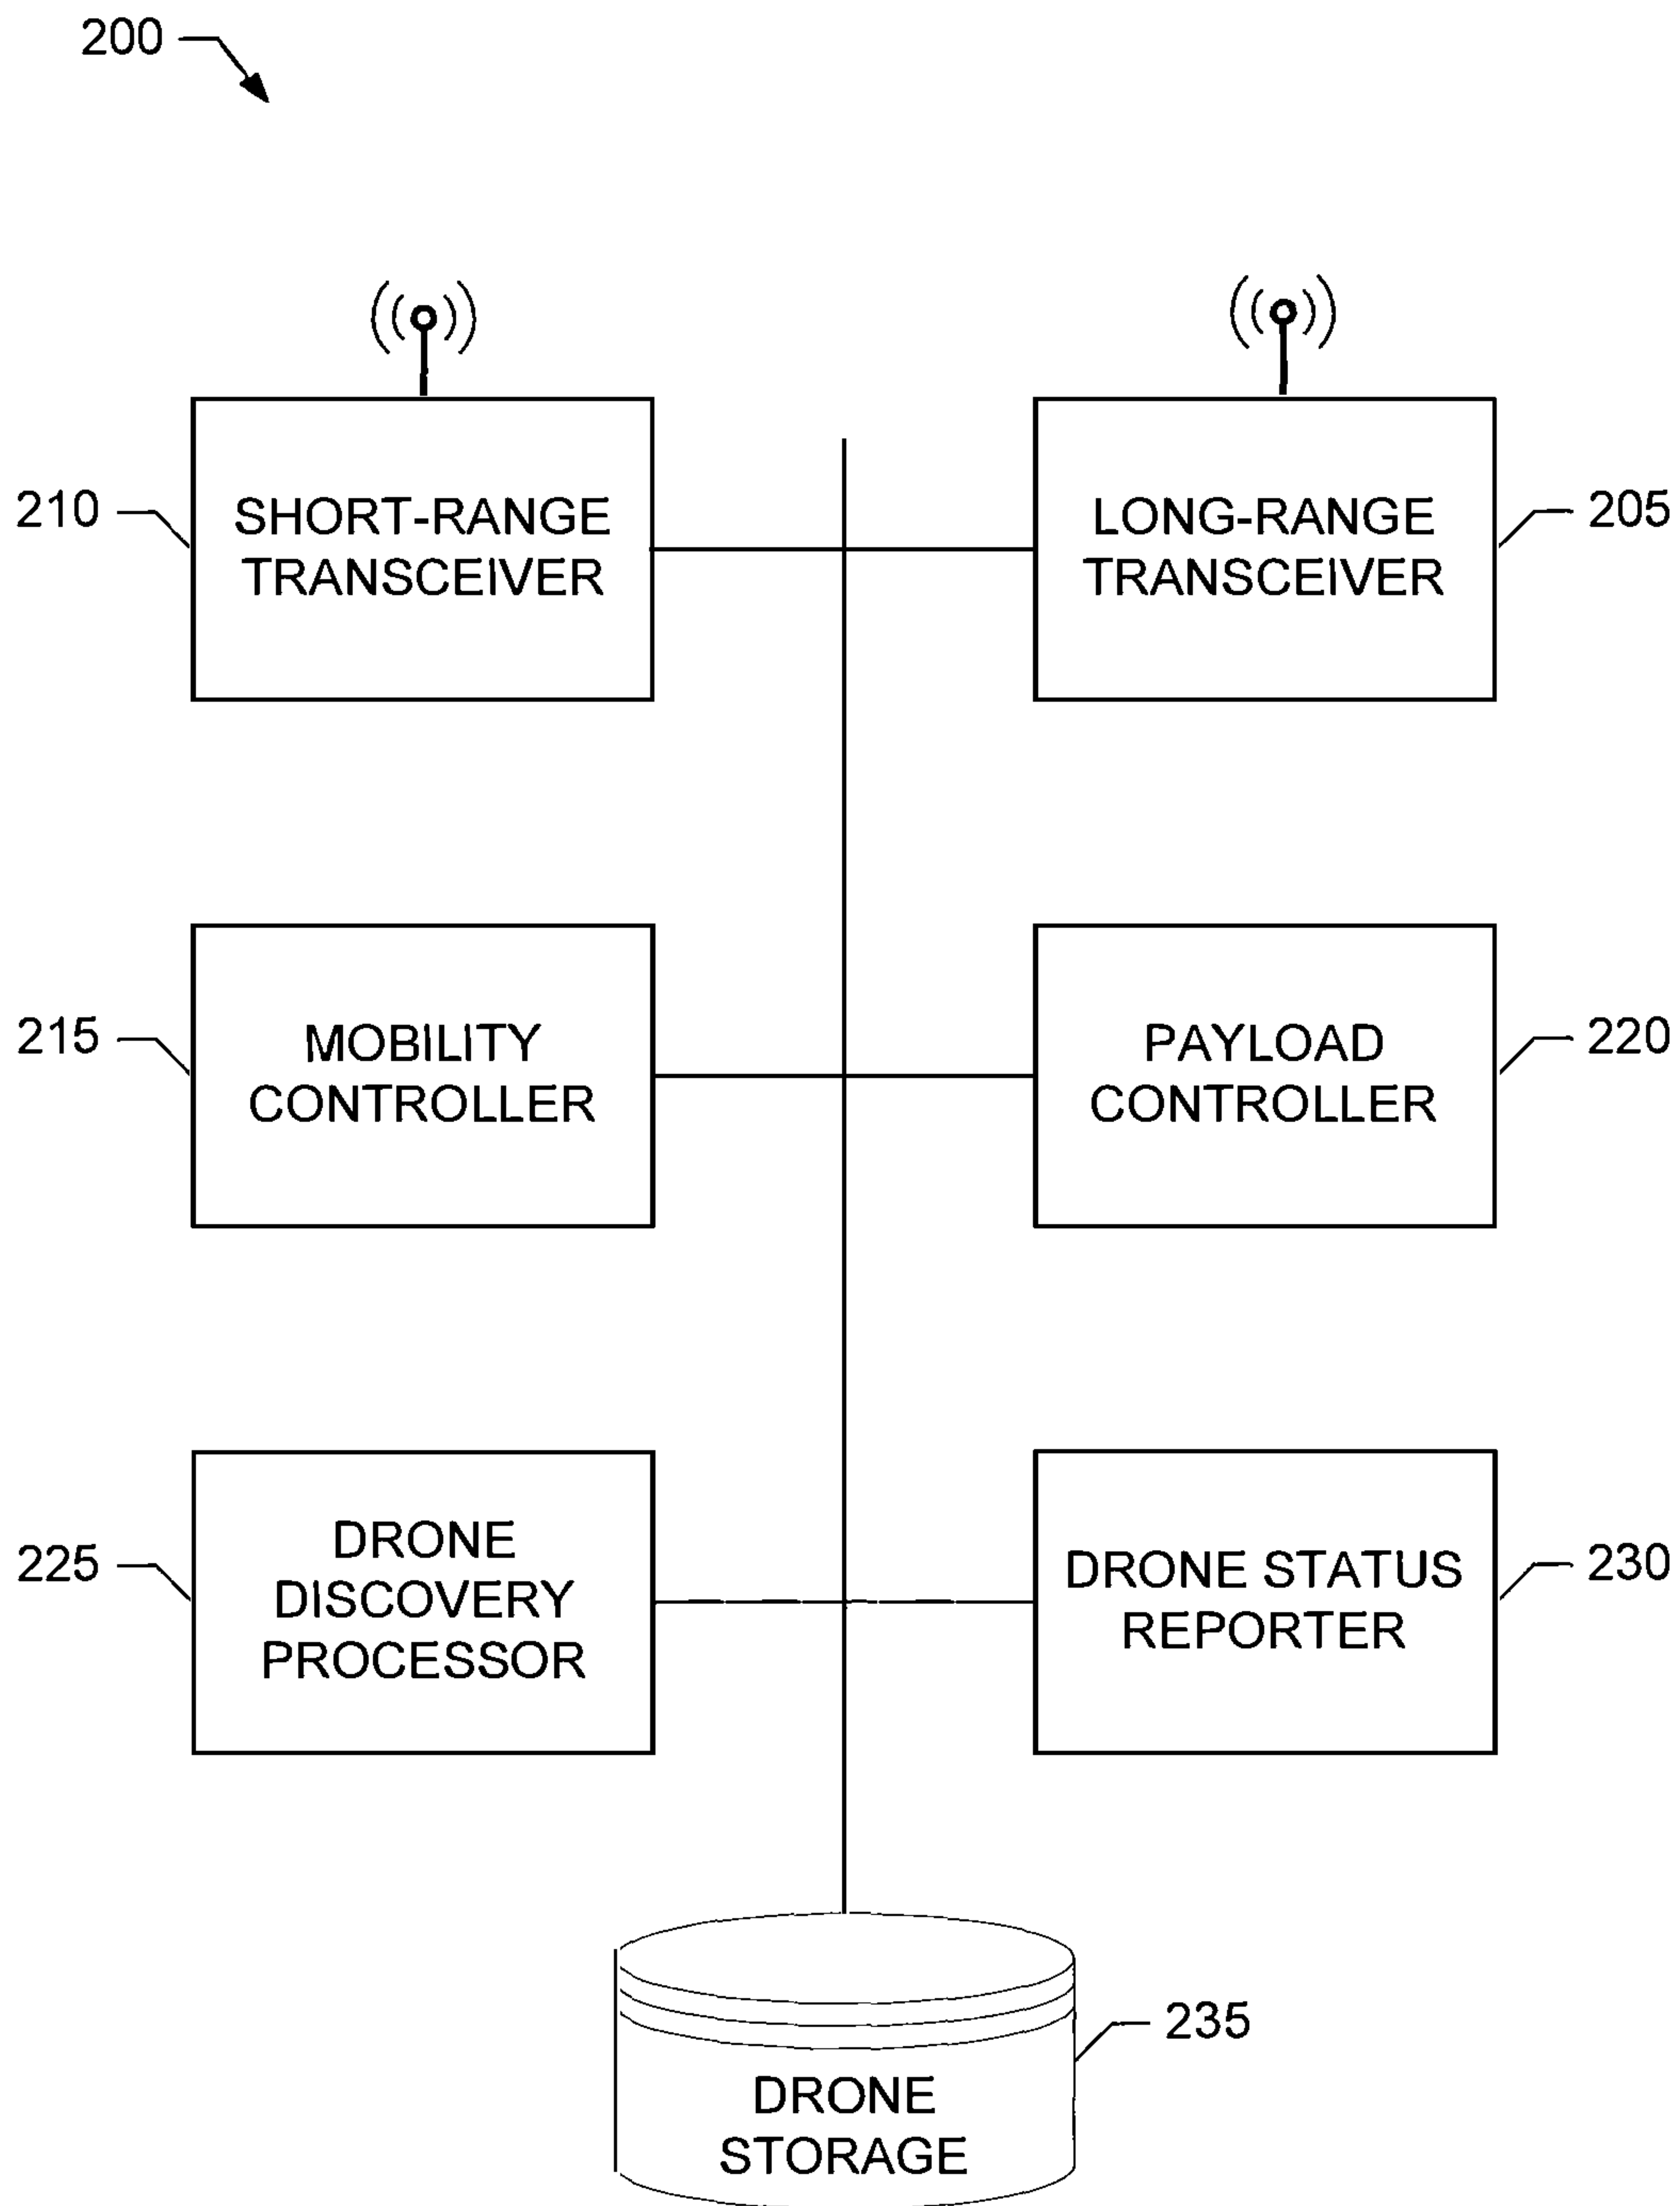 200
210
SHORT-RANGE
TRANSCEIVER
LONG-RANGE
TRANSCEIVER
205
215
MOBILITY
CONTROLLER
PAYLOAD
CONTROLLER
220
225
DRONE
DISCOVERY
PROCESSOR
DRONE STATUS
REPORTER
230
235
DRONE
STORAGE